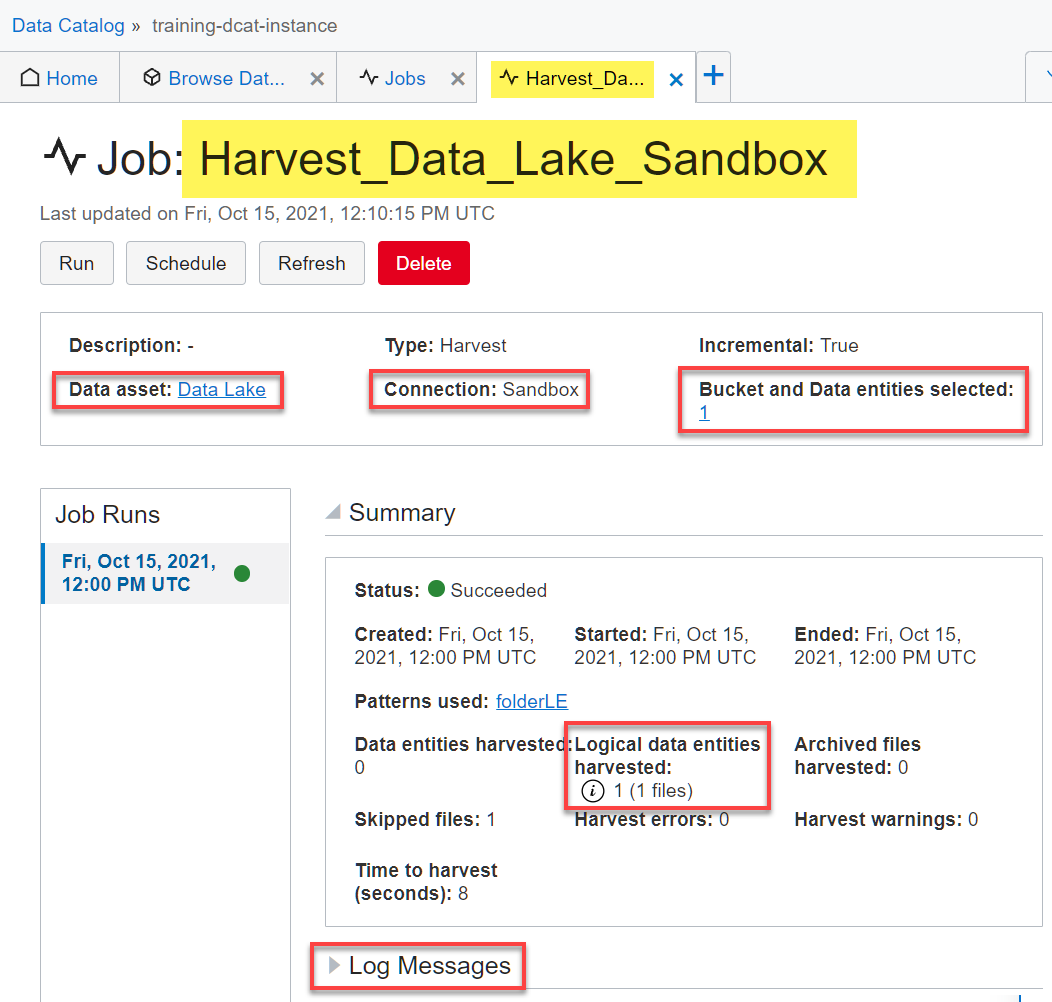 Data Catalog » training-dcat-instance
Home
Browse Dat...
Jobs
Harvest_Da...
Job: Harvest_Data_Lake_Sandbox
Last updated on Fri, Oct 15, 2021, 12:10:15 PM UTC
Run
Schedule
Refresh
Delete
Description: -
Type: Harvest
Incremental: True
Data asset: Data Lake
Connection: Sandbox
Bucket and Data entities selected:
1
Job Runs
Fri, Oct 15, 2021,
12:00 PM UTC
Summary
Status: Succeeded
Created: Fri, Oct 15,
2021, 12:00 PM UTC
Started: Fri, Oct 15,
2021, 12:00 PM UTC
Ended: Fri, Oct 15,
2021, 12:00 PM UTC
Patterns used: folderLE
Data entities harvested:
0
Logical data entities
harvested:
1 (1 files)
Archived files
harvested: 0
Skipped files: 1
Harvest errors: 0
Harvest warnings: 0
Time to harvest
(seconds): 8
Log Messages